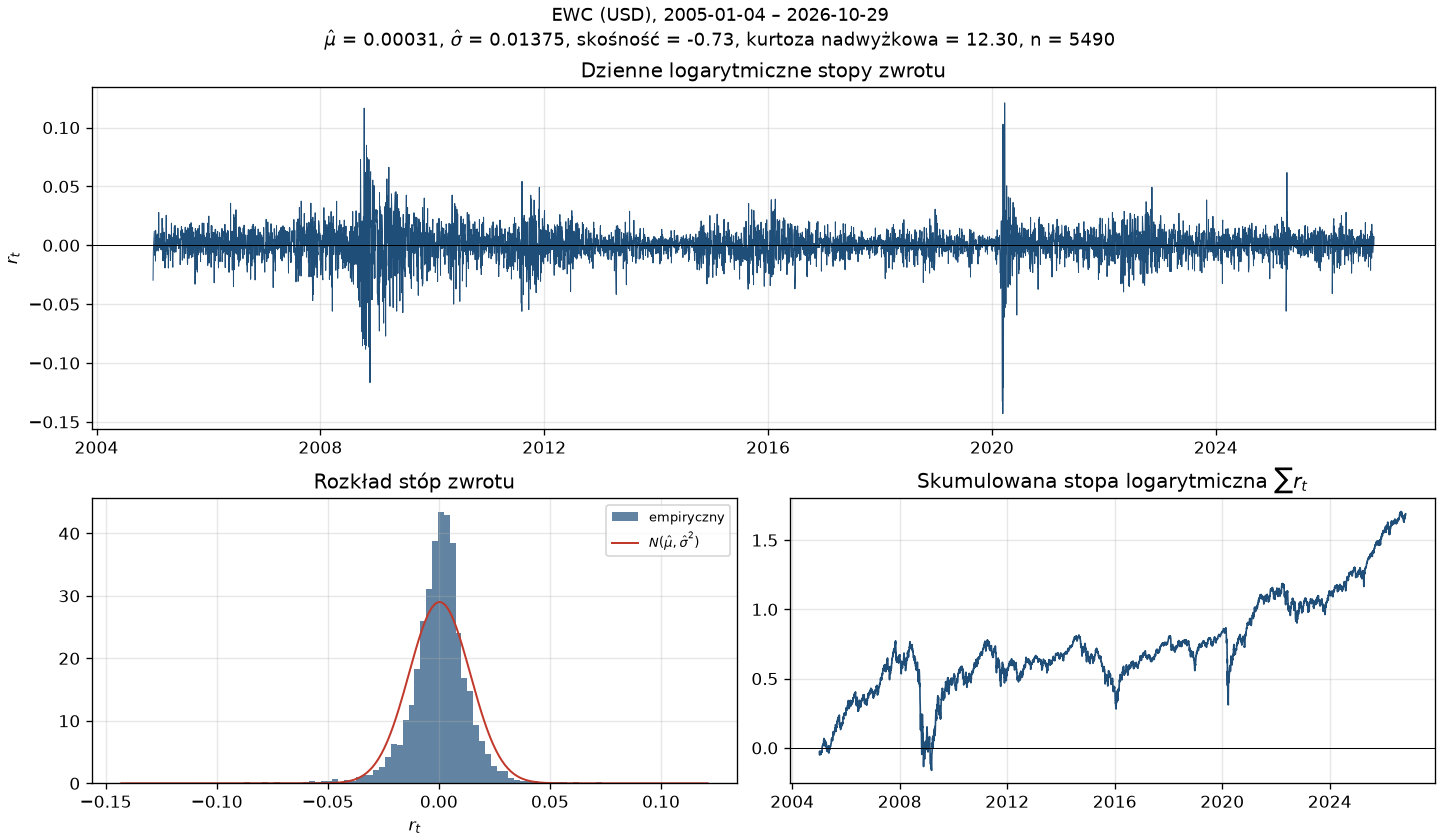 EWC (USD), 2005-01-04 – 2026-10-29
μ̂ = 0.00031, σ̂ = 0.01375, skośność = -0.73, kurtoza nadwyżkowa = 12.30, n = 5490
Dzienne logarytmiczne stopy zwrotu
0.10
0.05
0.00
−0.05
−0.10
−0.15
r_t
2004 2008 2012 2016 2020 2024
Rozkład stóp zwrotu
empiryczny
N(μ̂, σ̂²)
40
30
20
10
0
−0.15 −0.10 −0.05 0.00 0.05 0.10
r_t
Skumulowana stopa logarytmiczna ∑r_t
1.5
1.0
0.5
0.0
2004 2008 2012 2016 2020 2024